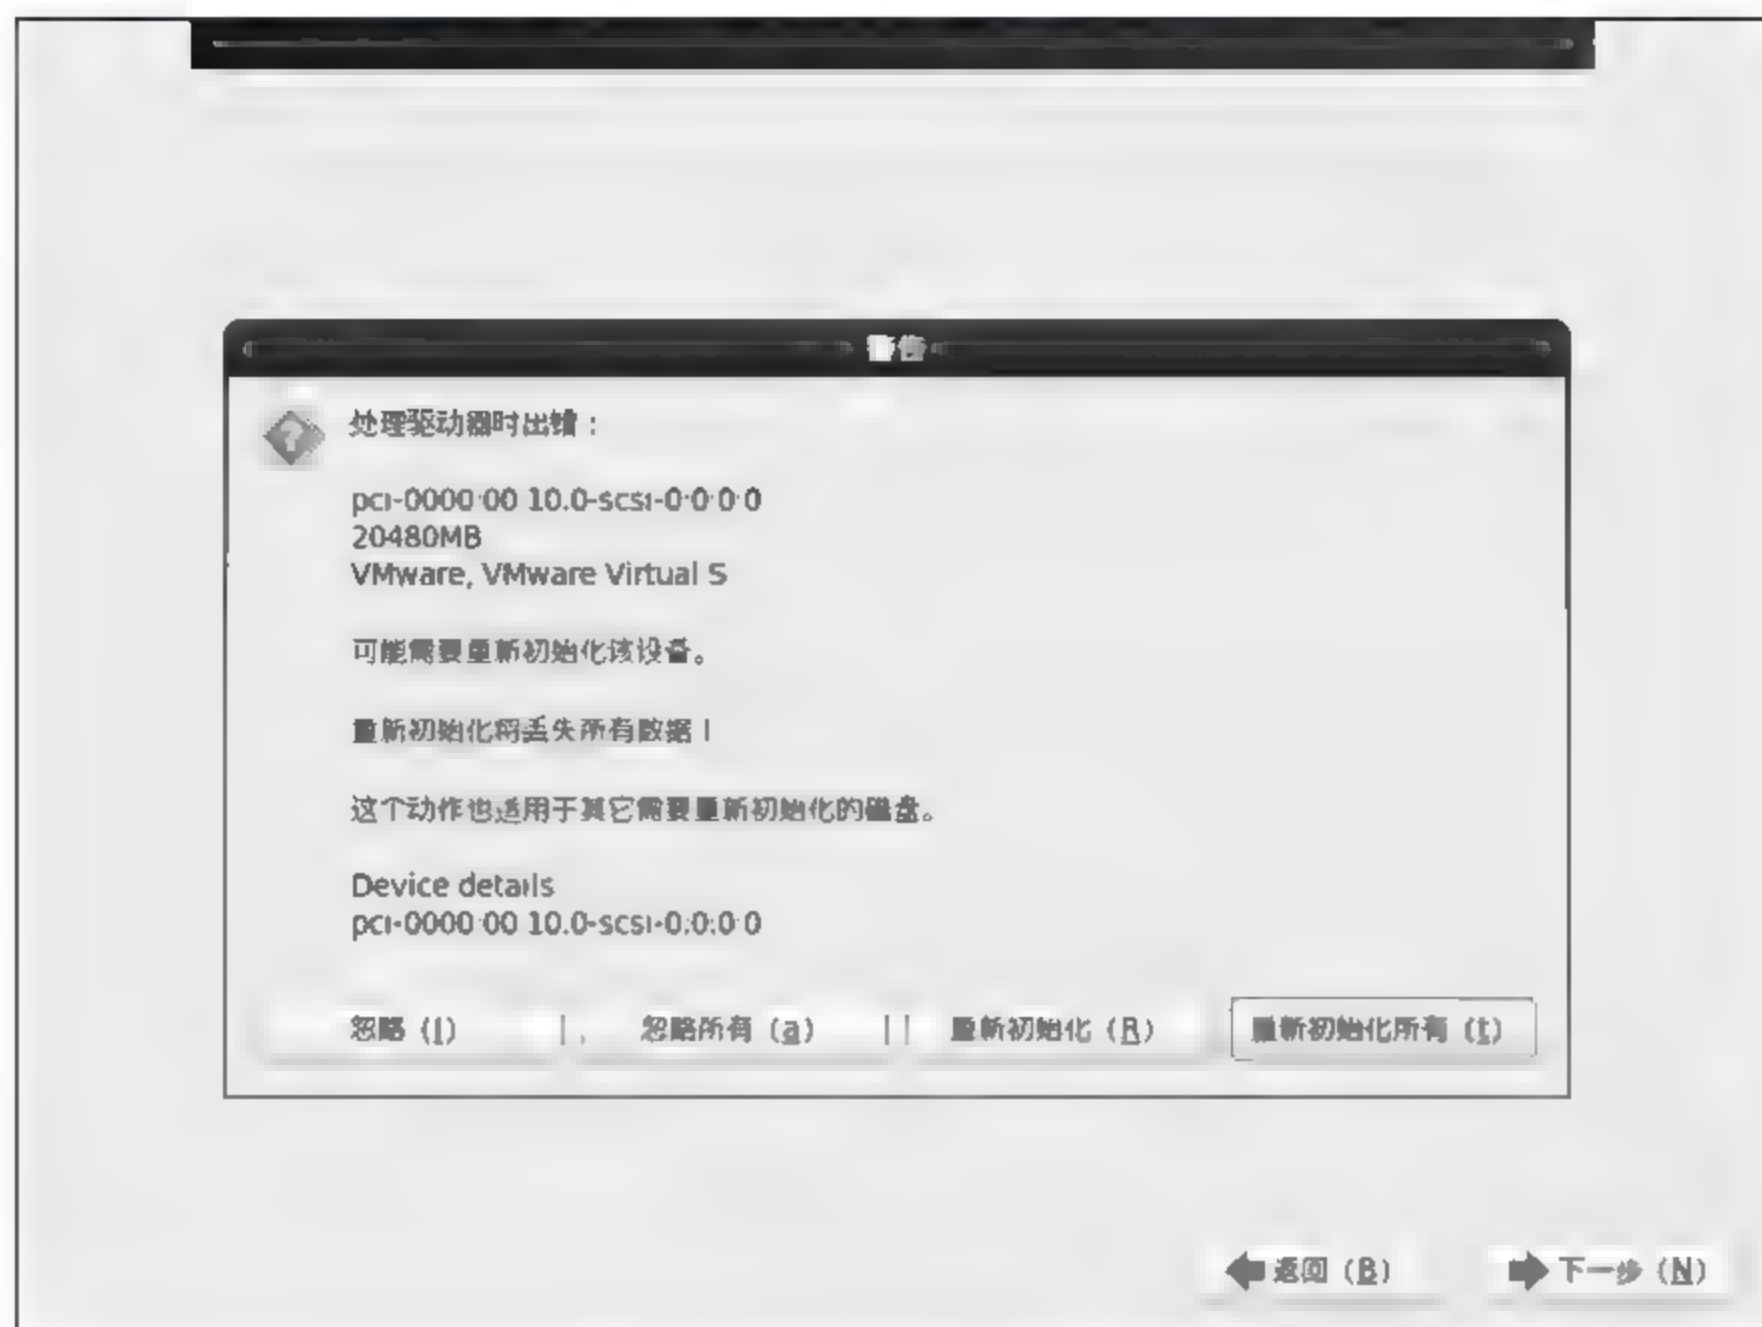 警告
处理驱动器时出错：
pci-0000:00:10.0-scsi-0:0:0:0
20480MB
VMware, VMware Virtual S
可能需要重新初始化该设备。
重新初始化将丢失所有数据！
这个动作也适用于其它需要重新初始化的磁盘。
Device details
pci-0000:00:10.0-scsi-0:0:0:0
忽略（I） 忽略所有（a） 重新初始化（R） 重新初始化所有（t）
返回（B） 下一步（N）